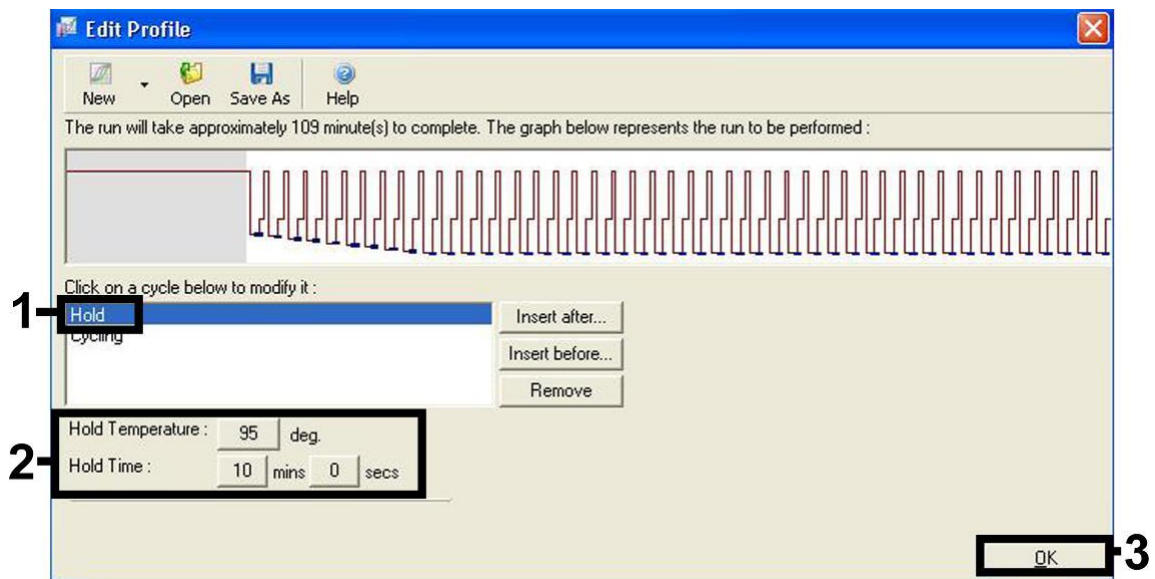 Edit Profile
New Open Save As Help
The run will take approximately 109 minute(s) to complete. The graph below represents the run to be performed :
Click on a cycle below to modify it :
1 Hold Insert after...
Cycling Insert before...
Remove
Hold Temperature : 95 deg.
2 Hold Time : 10 mins 0 secs
OK 3